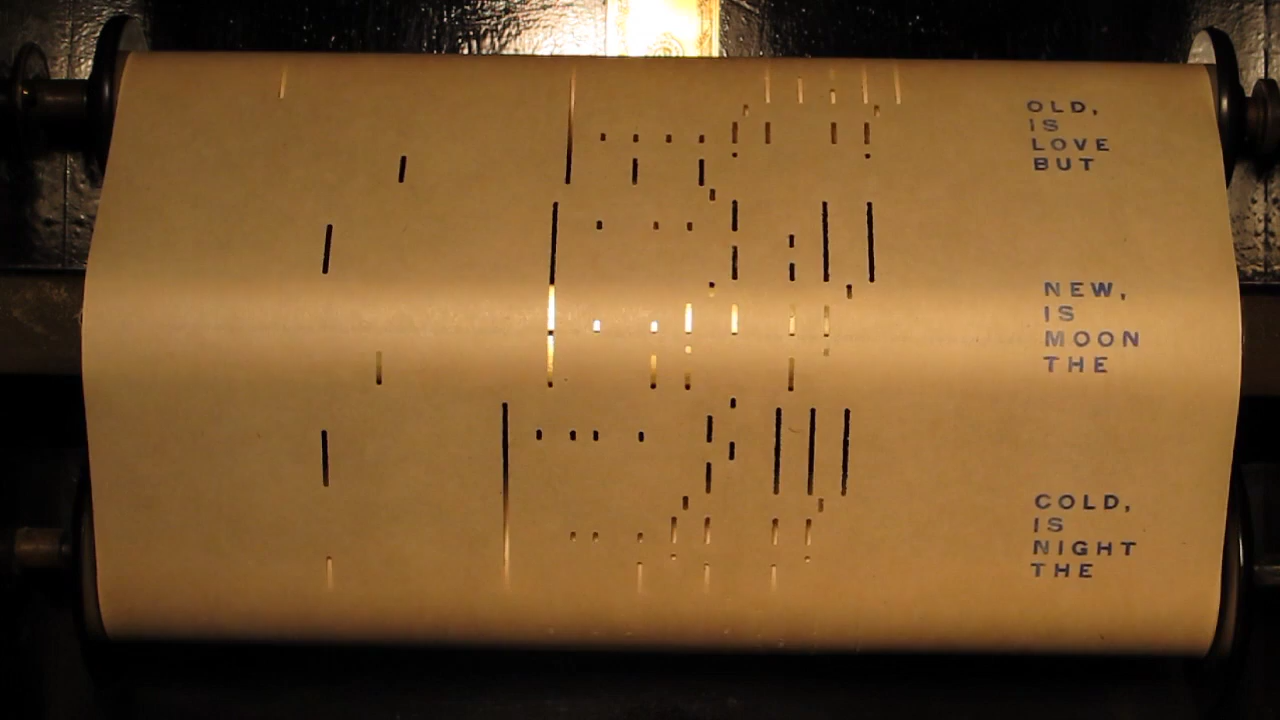 OLD,
IS
LOVE
BUT
NEW,
IS
MOON
THE
COLD,
IS
NIGHT
THE